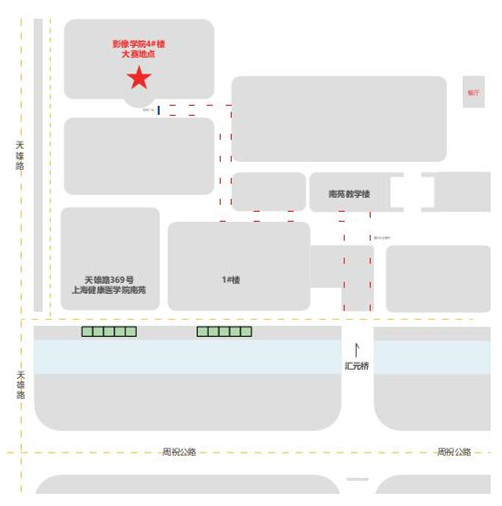 影像学院4#楼
大赛地点
餐厅
天雄路
南苑教学楼
天雄路369号
上海健康医学院南苑
1#楼
汇元桥
天雄路
周祝公路
周祝公路